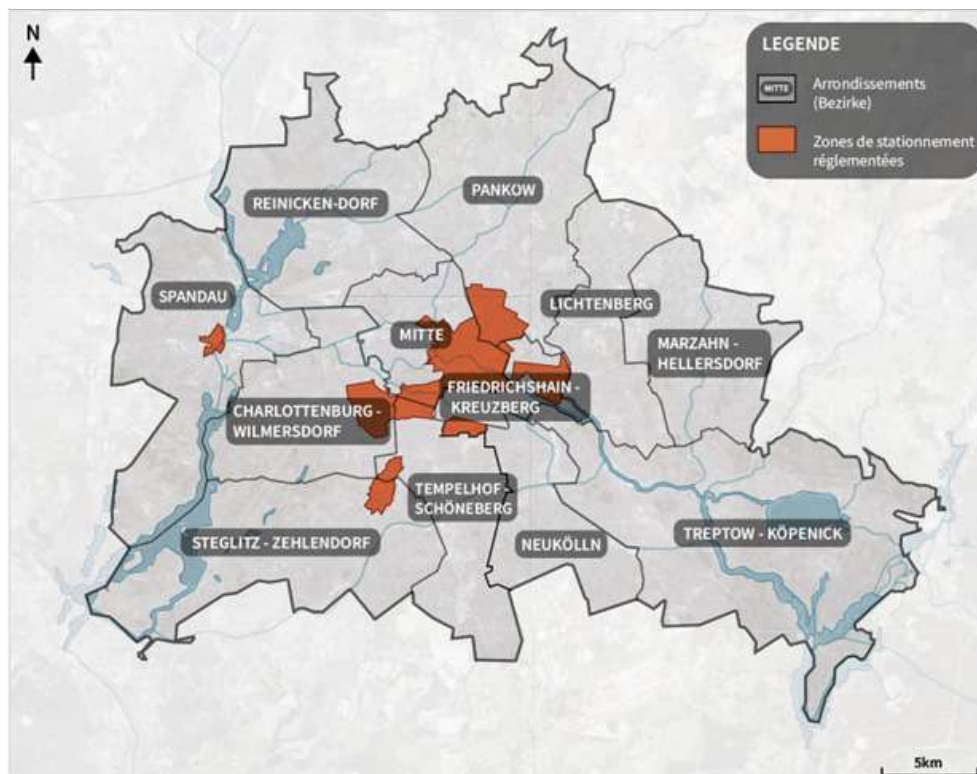 N
LEGENDE
MITTE
Arrondissements
(Bezirke)
Zones de stationnement
réglementées
REINICKEN-DORF
PANKOW
SPANDAU
LICHTENBERG
MITTE
MARZAHN -
HELLERSDORF
FRIEDRICHSHAIN -
KREUZBERG
CHARLOTTENBURG -
WILMERSDORF
TEMPELHOF -
SCHÖNEBERG
STEGLITZ - ZEHLENDORF
NEUKÖLLN
TREPTOW - KÖPENICK
5km